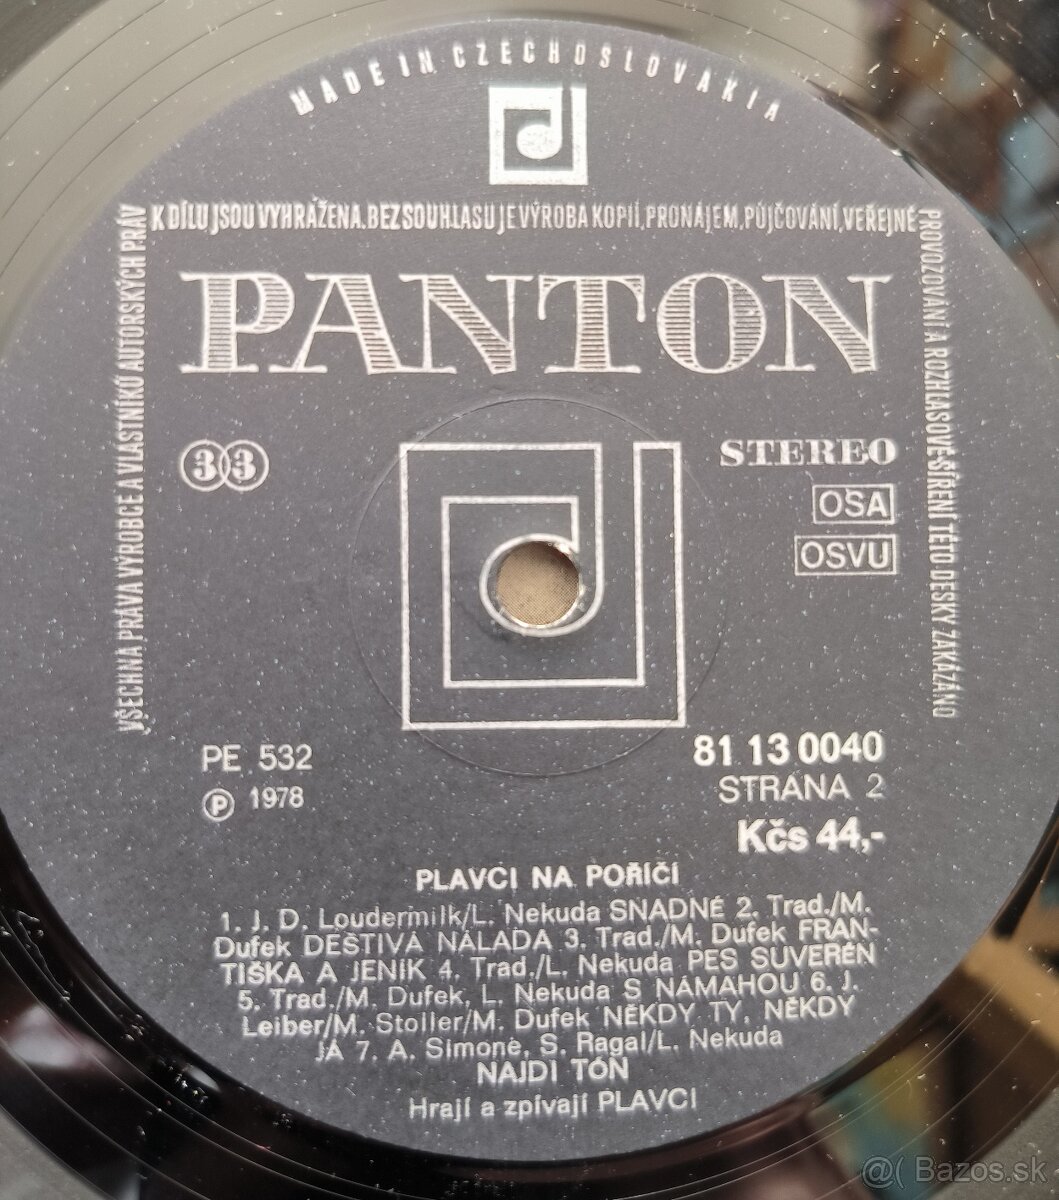 MADE IN CZECHOSLOVAKIA
VŠECHNA PRÁVA VÝROBCE A VLASTNÍKŮ AUTORSKÝCH PRÁV
K DÍLU JSOU VYHRAŽENA. BEZ SOUHLASU JE VÝROBA KOPIÍ, PRONÁJEM, PŮJČOVÁNÍ, VEŘEJNÉ
PROVOZOVÁNÍ A ROZHLASOVÉ ŠÍŘENÍ TÉTO DESKY ZAKÁZÁNO
PANTON
33
STEREO
OSA
OSVU
PE 532
81 13 0040
Ⓟ 1978
STRANA 2
Kčs 44,-
PLAVCI NA POŘÍČÍ
1. J. D. Loudermilk/L. Nekuda SNADNÉ 2. Trad./M.
Dufek DEŠTIVÁ NÁLADA 3. Trad./M. Dufek FRAN-
TIŠKA A JENÍK 4. Trad./L. Nekuda PES SUVERÉN
5. Trad./M. Dufek, L. Nekuda S NÁMAHOU 6. J.
Leiber/M. Stoller/M. Dufek NĚKDY TY, NĚKDY
JÁ 7. A. Simone, S. Ragal/L. Nekuda
NAJDI TÓN
Hrají a zpívají PLAVCI
@( Bazos.sk